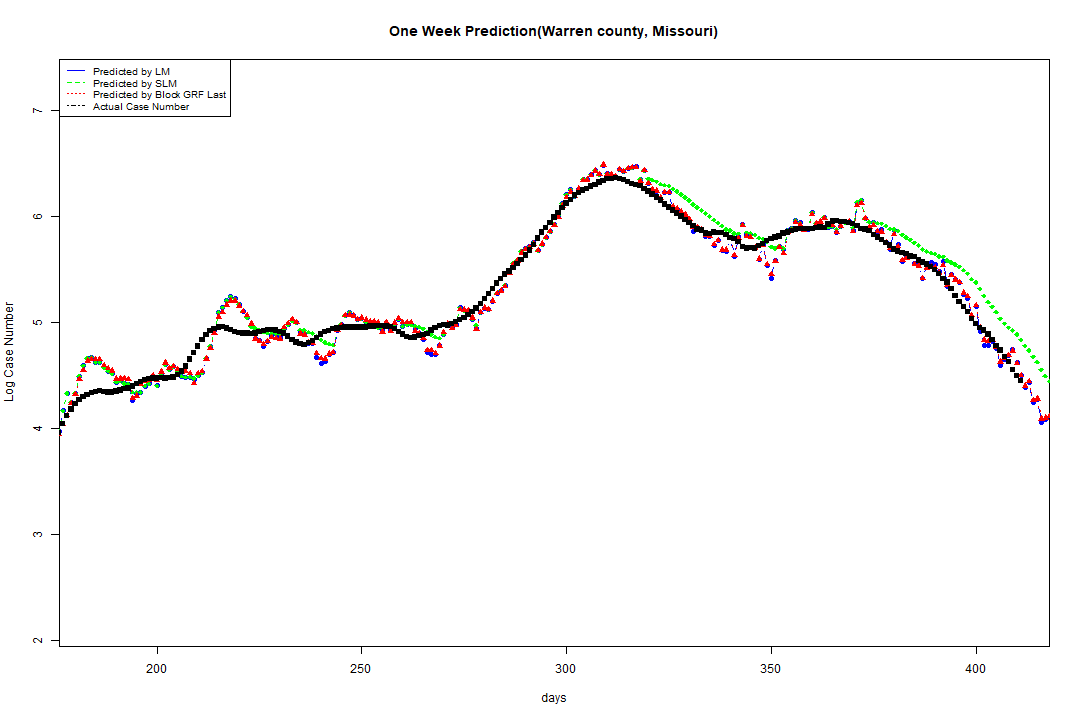 One Week Prediction(Warren county, Missouri)
Predicted by LM
Predicted by SLM
Predicted by Block GRF Last
Actual Case Number
7
6
5
4
3
2
Log Case Number
200 250 300 350 400
days